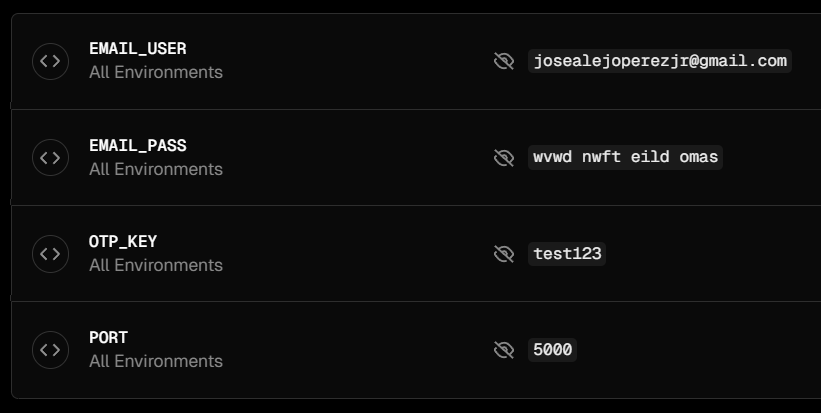 EMAIL_USER
All Environments
josealejoperezjr@gmail.com
EMAIL_PASS
All Environments
wvwd nwft eild omas
OTP_KEY
All Environments
test123
PORT
All Environments
5000